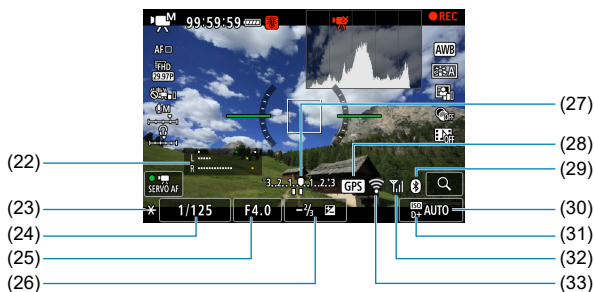 M 99:59:59 REC
AF
AWB
FHD
29.97P
A
M
OFF
OFF
(22) L
R
(27)
(28)
(29)
SERVO AF
3..2..1..0..1..2..3 GPS
(23) 1/125 F4.0 −⅔ ISO D+ AUTO (30)
(24) (31)
(25) (32)
(26) (33)